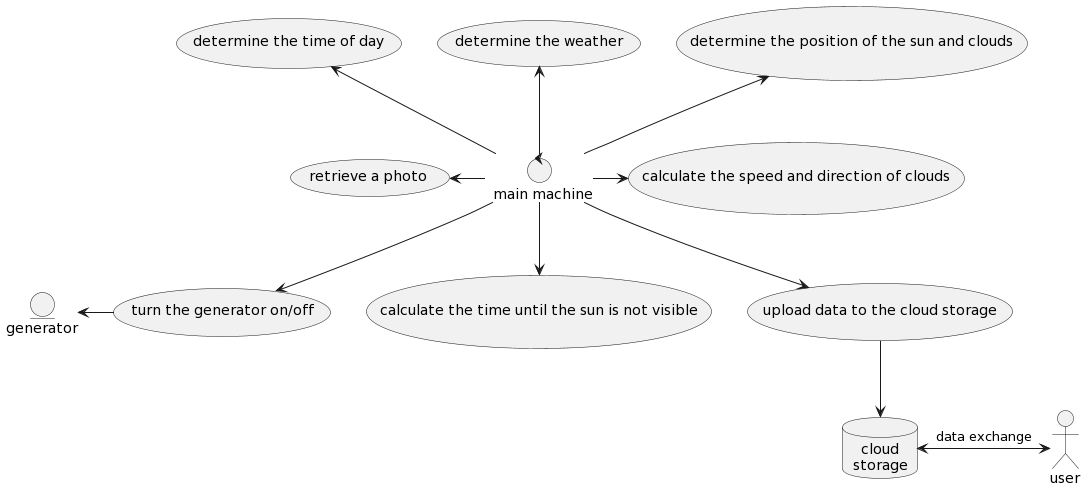 determine the time of day
determine the weather
determine the position of the sun and clouds
retrieve a photo
main machine
calculate the speed and direction of clouds
generator
turn the generator on/off
calculate the time until the sun is not visible
upload data to the cloud storage
cloud
storage
data exchange
user